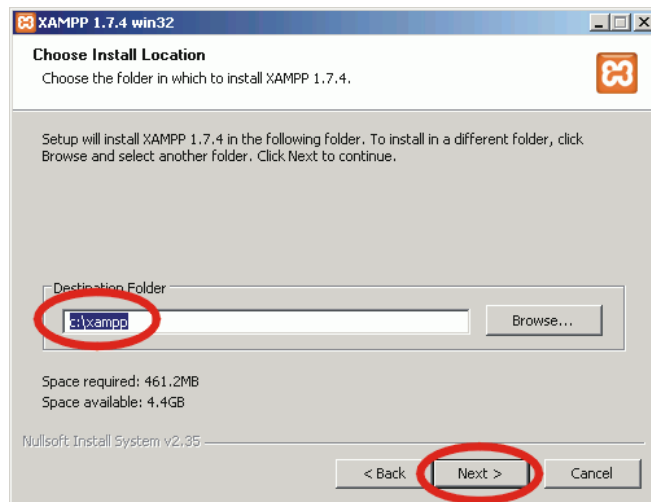 XAMPP 1.7.4 win32
Choose Install Location
Choose the folder in which to install XAMPP 1.7.4.
Setup will install XAMPP 1.7.4 in the following folder. To install in a different folder, click
Browse and select another folder. Click Next to continue.
Destination Folder
c:\xampp
Browse...
Space required: 461.2MB
Space available: 4.4GB
Nullsoft Install System v2.35
< Back
Next >
Cancel